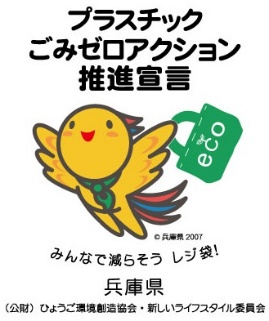 プラスチック
ごみゼロアクション
推進宣言
eco
© 兵庫県 2007
みんなで減らそう レジ袋!
兵庫県
（公財）ひょうご環境創造協会・新しいライフスタイル委員会